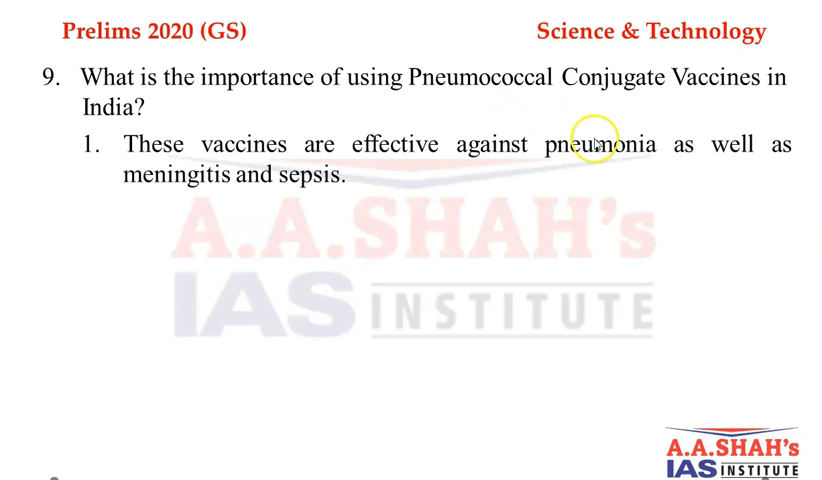 Prelims 2020 (GS) Science & Technology
9. What is the importance of using Pneumococcal Conjugate Vaccines in
India?
1. These vaccines are effective against pneumonia as well as
meningitis and sepsis.
A.A.SHAH's
IAS INSTITUTE
A.A.SHAH's
IAS INSTITUTE